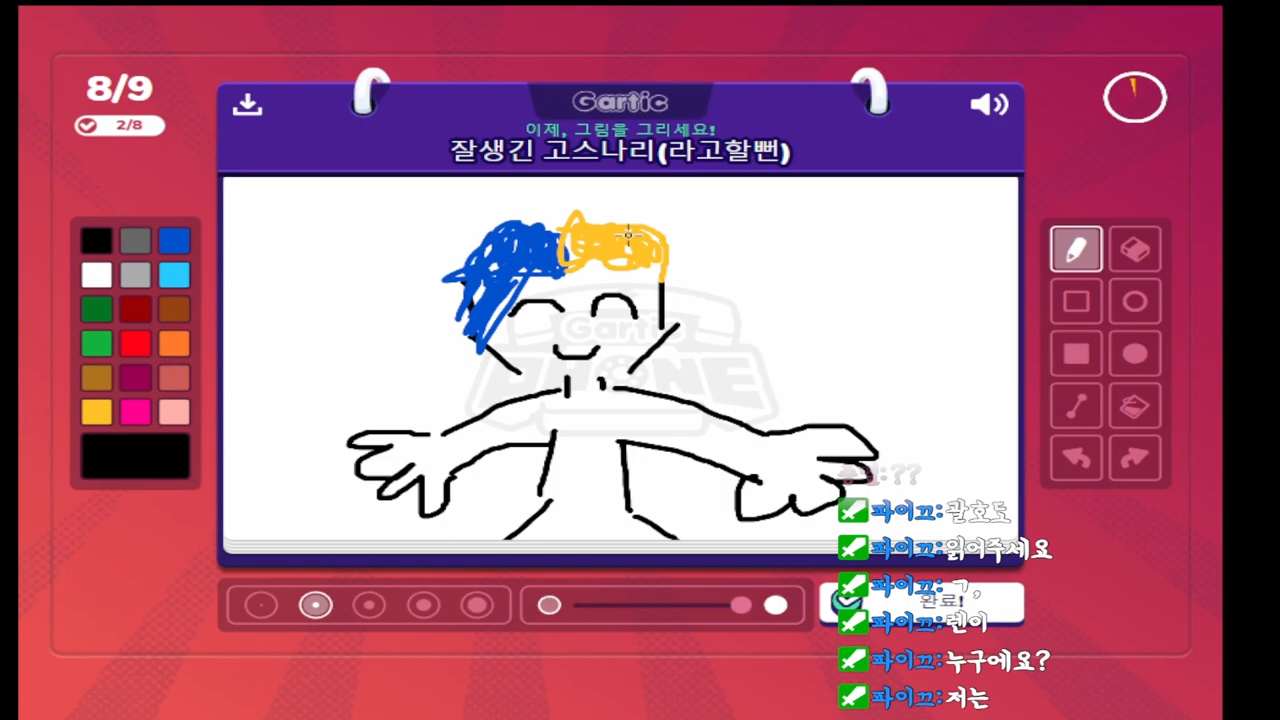 8/9
2/8
Gartic
이제, 그림을 그리세요!
잘생긴 고스나리(라고할뻔)
Gartic
PHONE
:??
파이끄:괄호도
파이끄:읽어주세요
파이끄:ㄱ,
완료!
파이끄:렌이
파이끄:누구에요?
파이끄:저는